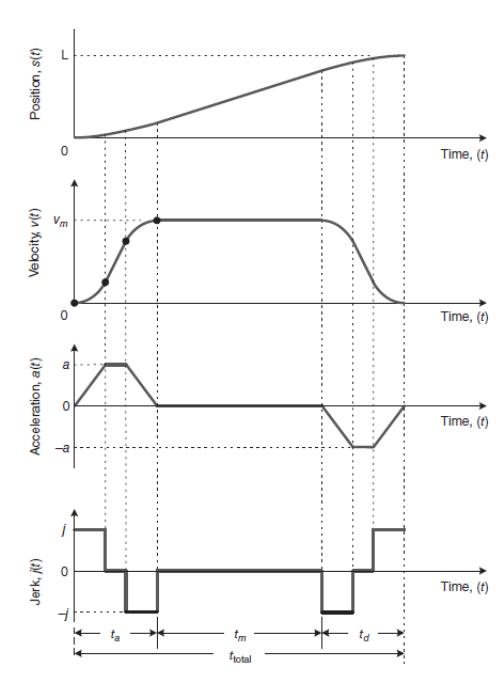 Position, s(t)
L
0
Time, (t)
Velocity, v(t)
vm
0
Time, (t)
Acceleration, a(t)
a
0
–a
Time, (t)
Jerk, j(t)
j
0
–j
Time, (t)
ta
tm
td
ttotal